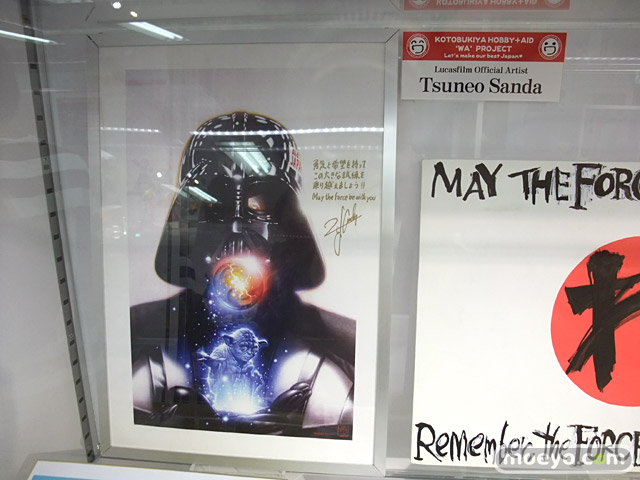 KOTOBUKIYA HOBBY+AID
'WA' PROJECT
Let's make our best Japan♥
Lucasfilm Official Artist
Tsuneo Sanda
勇気と希望を持って
この大きな試練を
乗り越えましょう!!
May the force be with you
MAY THE FORC
Remember the FORCE
moeyo.com